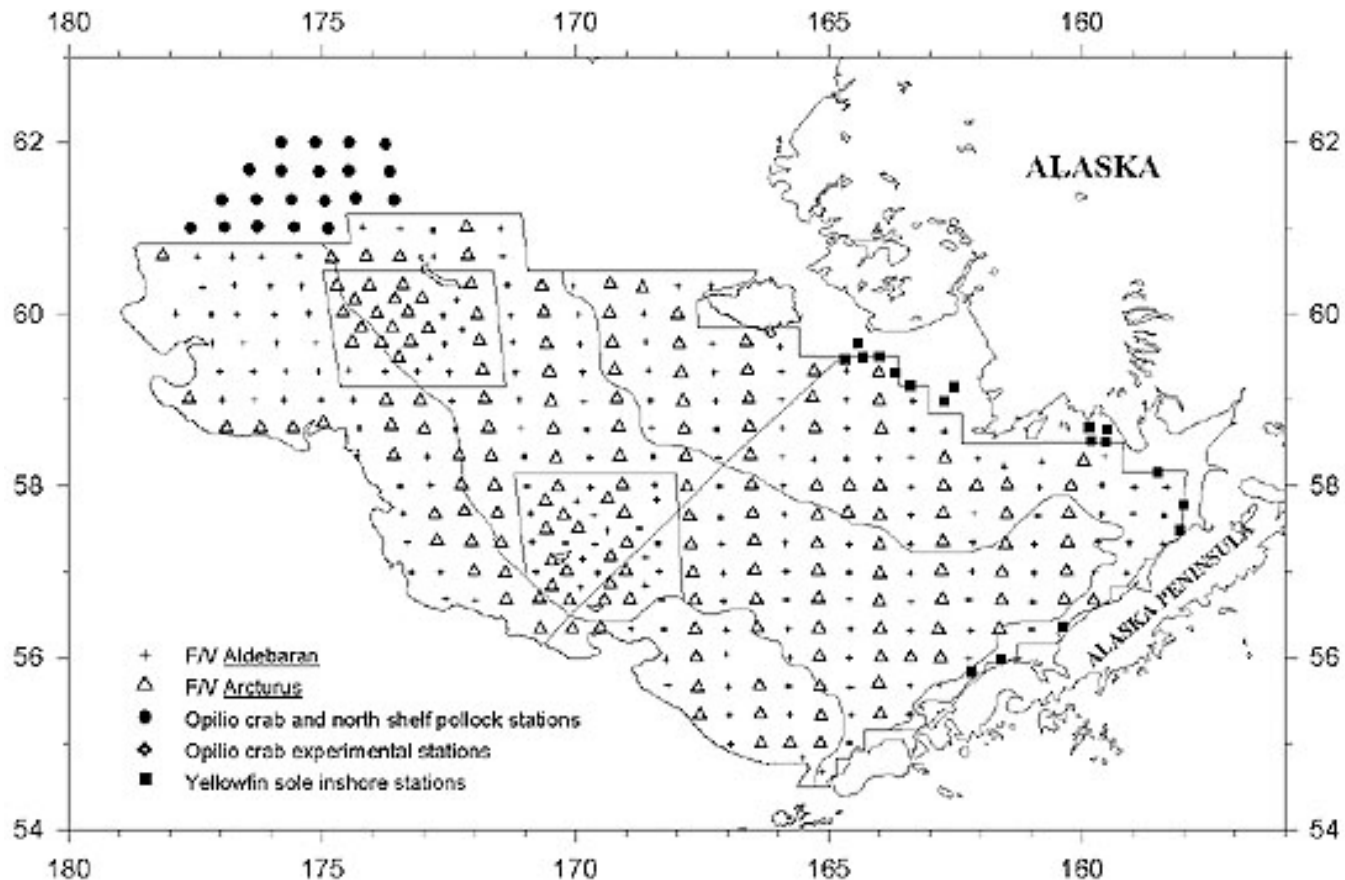 180 175 170 165 160
62 62
ALASKA
60 60
58 58
ALASKA PENINSULA
56 56
F/V Aldebaran
F/V Arcturus
Opilio crab and north shelf pollock stations
Opilio crab experimental stations
Yellowfin sole inshore stations
54 54
180 175 170 165 160